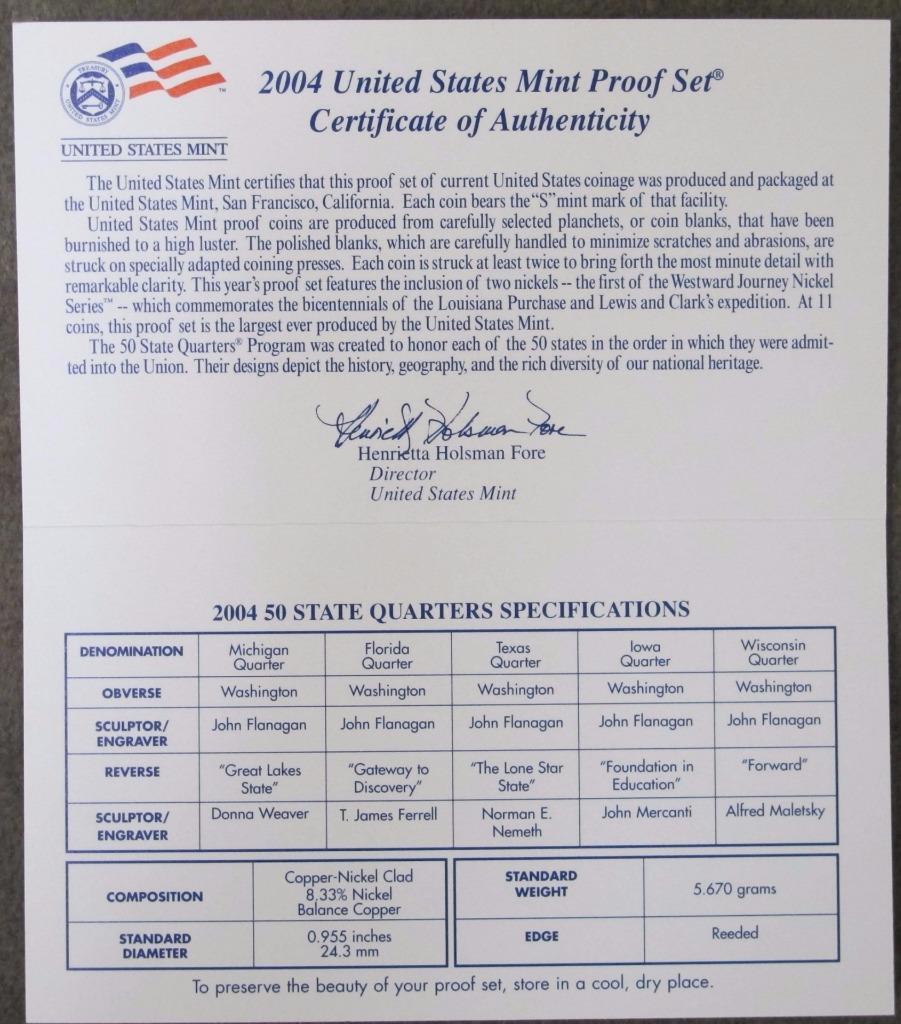 TREASURY
UNITED STATES MINT
™
UNITED STATES MINT
2004 United States Mint Proof Set®
Certificate of Authenticity
The United States Mint certifies that this proof set of current United States coinage was produced and packaged at
the United States Mint, San Francisco, California. Each coin bears the "S" mint mark of that facility.
United States Mint proof coins are produced from carefully selected planchets, or coin blanks, that have been
burnished to a high luster. The polished blanks, which are carefully handled to minimize scratches and abrasions, are
struck on specially adapted coining presses. Each coin is struck at least twice to bring forth the most minute detail with
remarkable clarity. This year's proof set features the inclusion of two nickels -- the first of the Westward Journey Nickel
Series™ -- which commemorates the bicentennials of the Louisiana Purchase and Lewis and Clark's expedition. At 11
coins, this proof set is the largest ever produced by the United States Mint.
The 50 State Quarters® Program was created to honor each of the 50 states in the order in which they were admit-
ted into the Union. Their designs depict the history, geography, and the rich diversity of our national heritage.
Henrietta Holsman Fore
Henrietta Holsman Fore
Director
United States Mint
2004 50 STATE QUARTERS SPECIFICATIONS
DENOMINATION Michigan Quarter Florida Quarter Texas Quarter Iowa Quarter Wisconsin Quarter
OBVERSE Washington Washington Washington Washington Washington
SCULPTOR/ ENGRAVER John Flanagan John Flanagan John Flanagan John Flanagan John Flanagan
REVERSE "Great Lakes State" "Gateway to Discovery" "The Lone Star State" "Foundation in Education" "Forward"
SCULPTOR/ ENGRAVER Donna Weaver T. James Ferrell Norman E. Nemeth John Mercanti Alfred Maletsky
COMPOSITION Copper-Nickel Clad 8.33% Nickel Balance Copper
STANDARD DIAMETER 0.955 inches 24.3 mm
STANDARD WEIGHT 5.670 grams
EDGE Reeded
To preserve the beauty of your proof set, store in a cool, dry place.